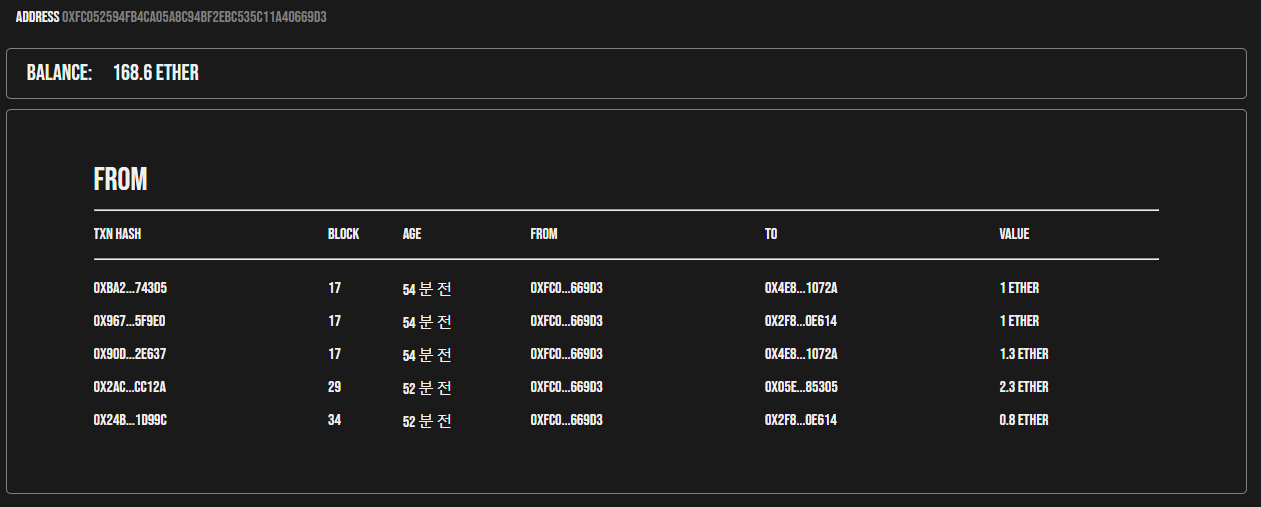 ADDRESS 0XFC052594FB4CA05A8C94BF2EBC535C11A40669D3
BALANCE: 168.6 ETHER
FROM
TXN HASH BLOCK AGE FROM TO VALUE
0XBA2...74305 17 54 분 전 0XFC0...669D3 0X4E8...1072A 1 ETHER
0X967...5F9E0 17 54 분 전 0XFC0...669D3 0X2F8...0E614 1 ETHER
0X90D...2E637 17 54 분 전 0XFC0...669D3 0X4E8...1072A 1.3 ETHER
0X2AC...CC12A 29 52 분 전 0XFC0...669D3 0X05E...85305 2.3 ETHER
0X24B...1D99C 34 52 분 전 0XFC0...669D3 0X2F8...0E614 0.8 ETHER